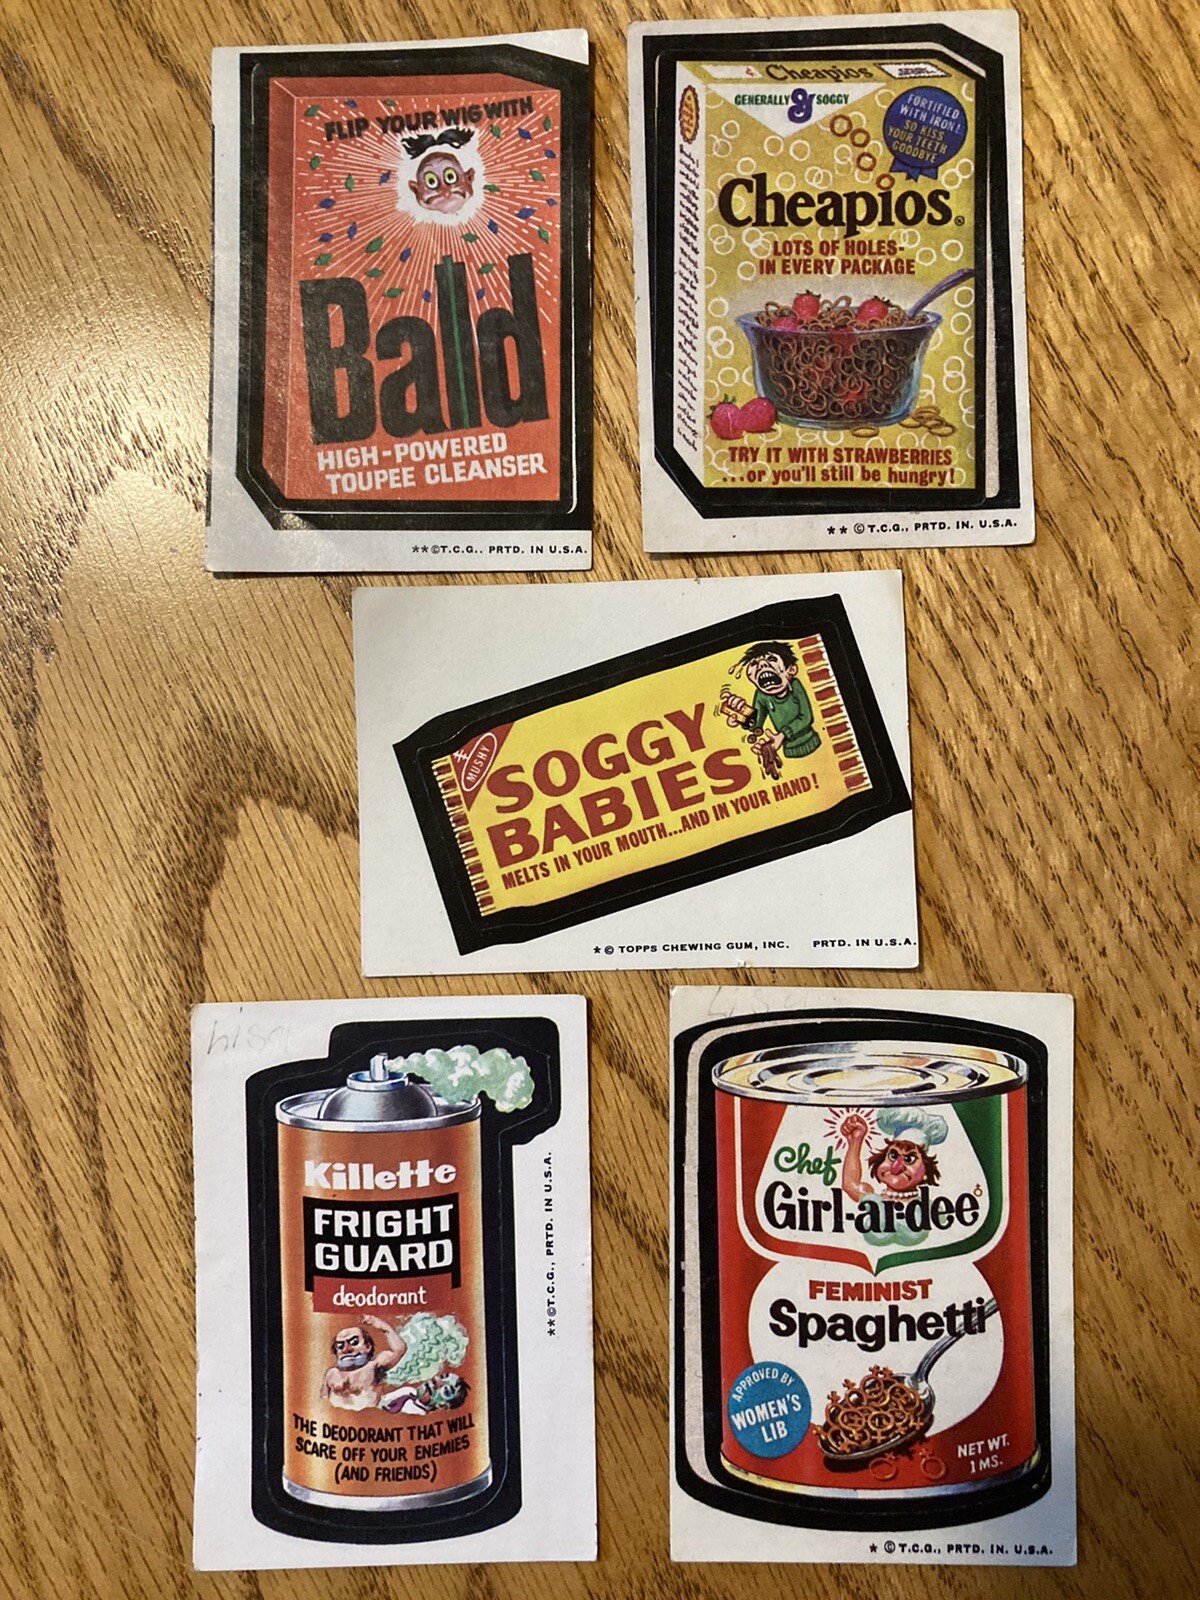 FLIP YOUR WIG WITH
Bald
HIGH-POWERED
TOUPEE CLEANSER
**©T.C.G., PRTD. IN U.S.A.
Cheapios
GENERALLY g SOGGY
FORTIFIED
WITH IRON!
SO KISS
YOUR TEETH
GOODBYE
Cheapios®
LOTS OF HOLES-
IN EVERY PACKAGE
TRY IT WITH STRAWBERRIES
...or you'll still be hungry!
** ©T.C.G., PRTD. IN. U.S.A.
MUSHY
SOGGY
BABIES
MELTS IN YOUR MOUTH...AND IN YOUR HAND!
*© TOPPS CHEWING GUM, INC. PRTD. IN U.S.A.
Lisa
Killette
FRIGHT
GUARD
deodorant
THE DEODORANT THAT WILL
SCARE OFF YOUR ENEMIES
(AND FRIENDS)
**©T.C.G., PRTD. IN U.S.A.
Chef
Girl-ar-dee
FEMINIST
Spaghetti
APPROVED BY
WOMEN'S
LIB
NET WT.
1 MS.
* ©T.C.G., PRTD. IN. U.S.A.